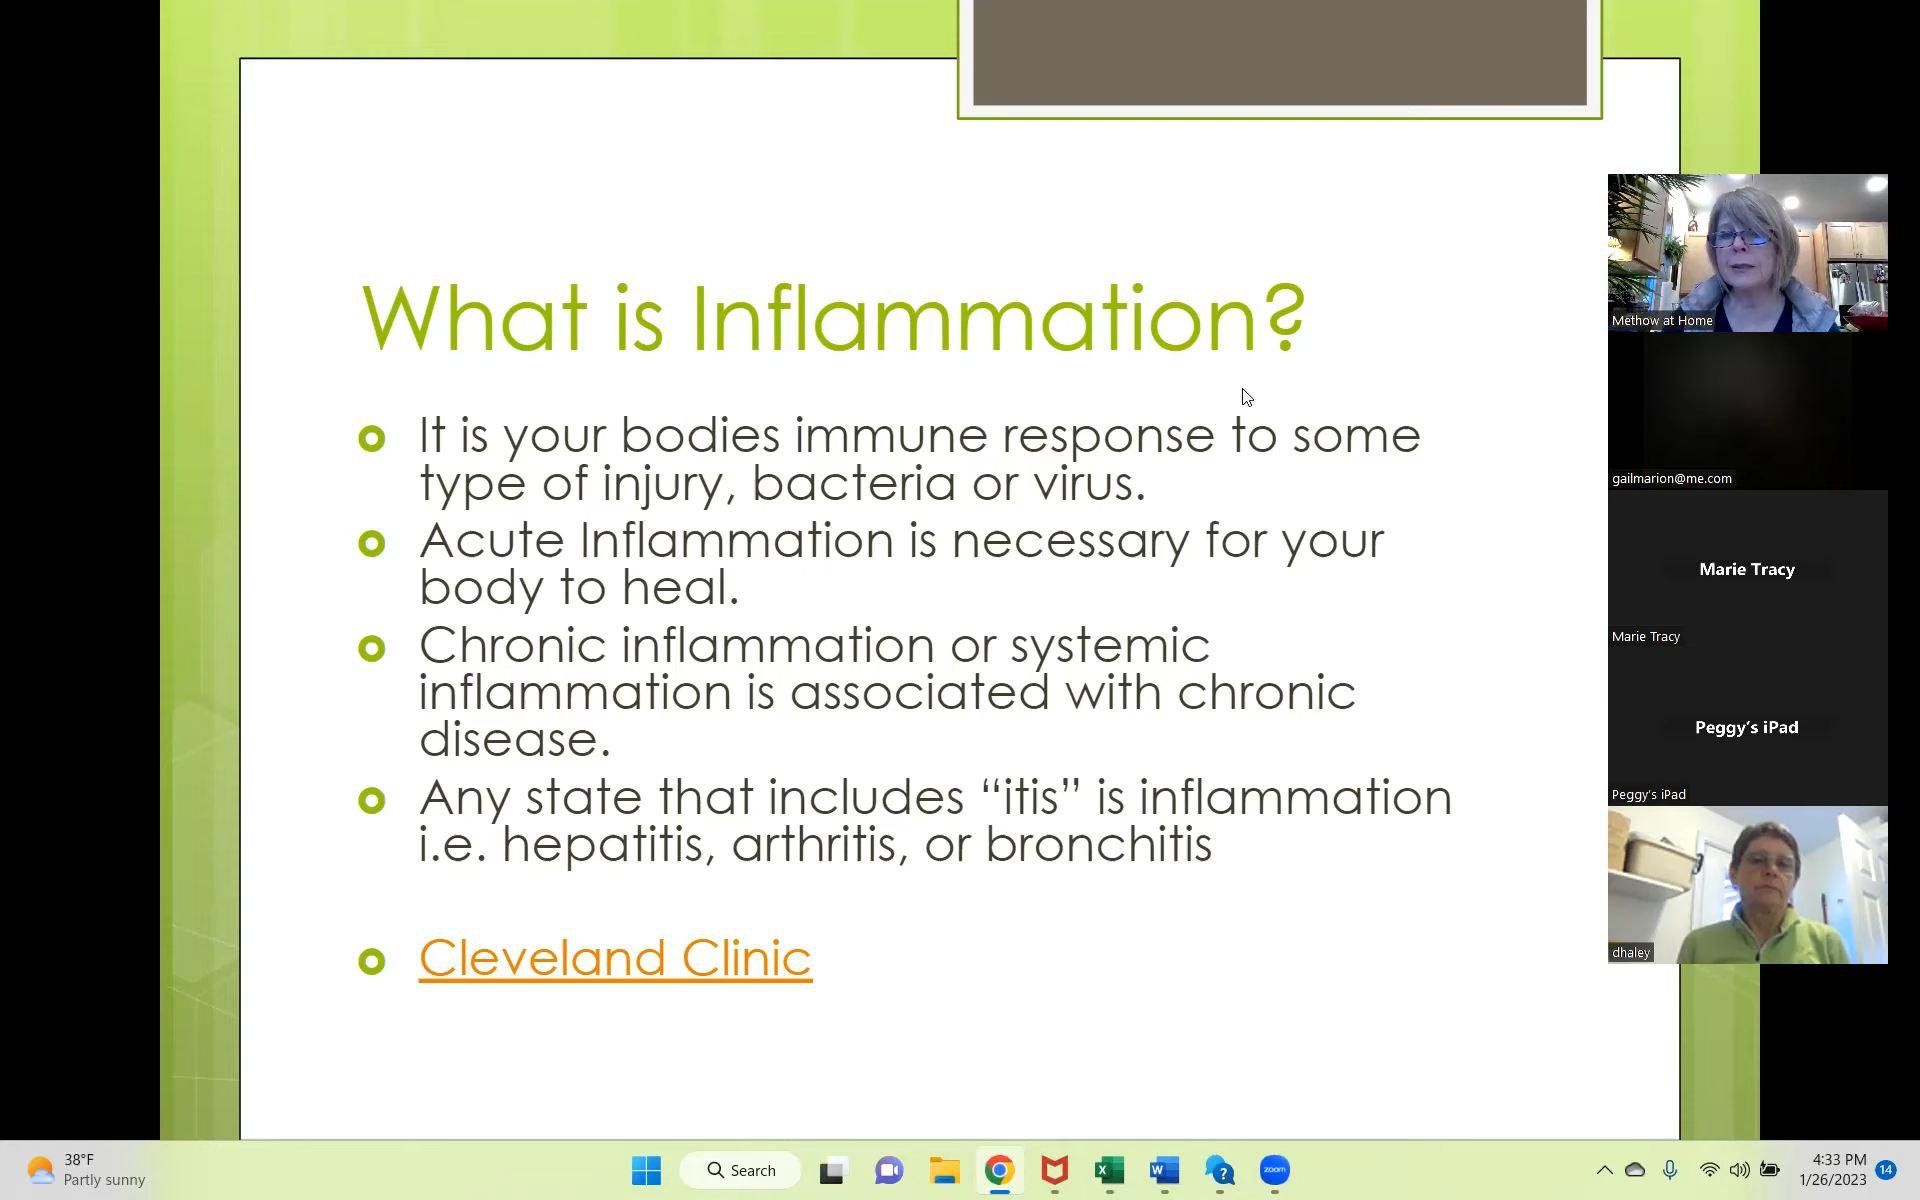 What is Inflammation?
It is your bodies immune response to some
type of injury, bacteria or virus.
Acute Inflammation is necessary for your
body to heal.
Chronic inflammation or systemic
inflammation is associated with chronic
disease.
Any state that includes “itis” is inflammation
i.e. hepatitis, arthritis, or bronchitis
Cleveland Clinic
Methow at Home
gailmarion@me.com
Marie Tracy
Marie Tracy
Peggy’s iPad
Peggy’s iPad
dhaley
38°F
Partly sunny
Search
zoom
4:33 PM
1/26/2023
14